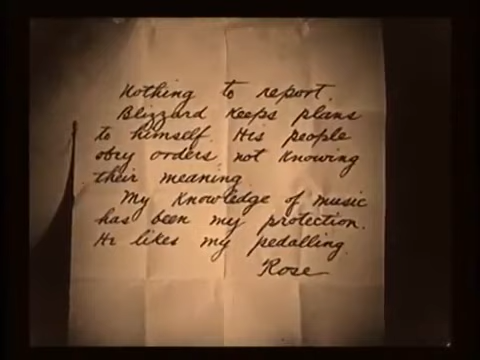 Nothing to report.
Blizzard keeps plans
to himself. His people
obey orders, not knowing
their meaning.
My knowledge of music
has been my protection.
He likes my pedalling.
Rose